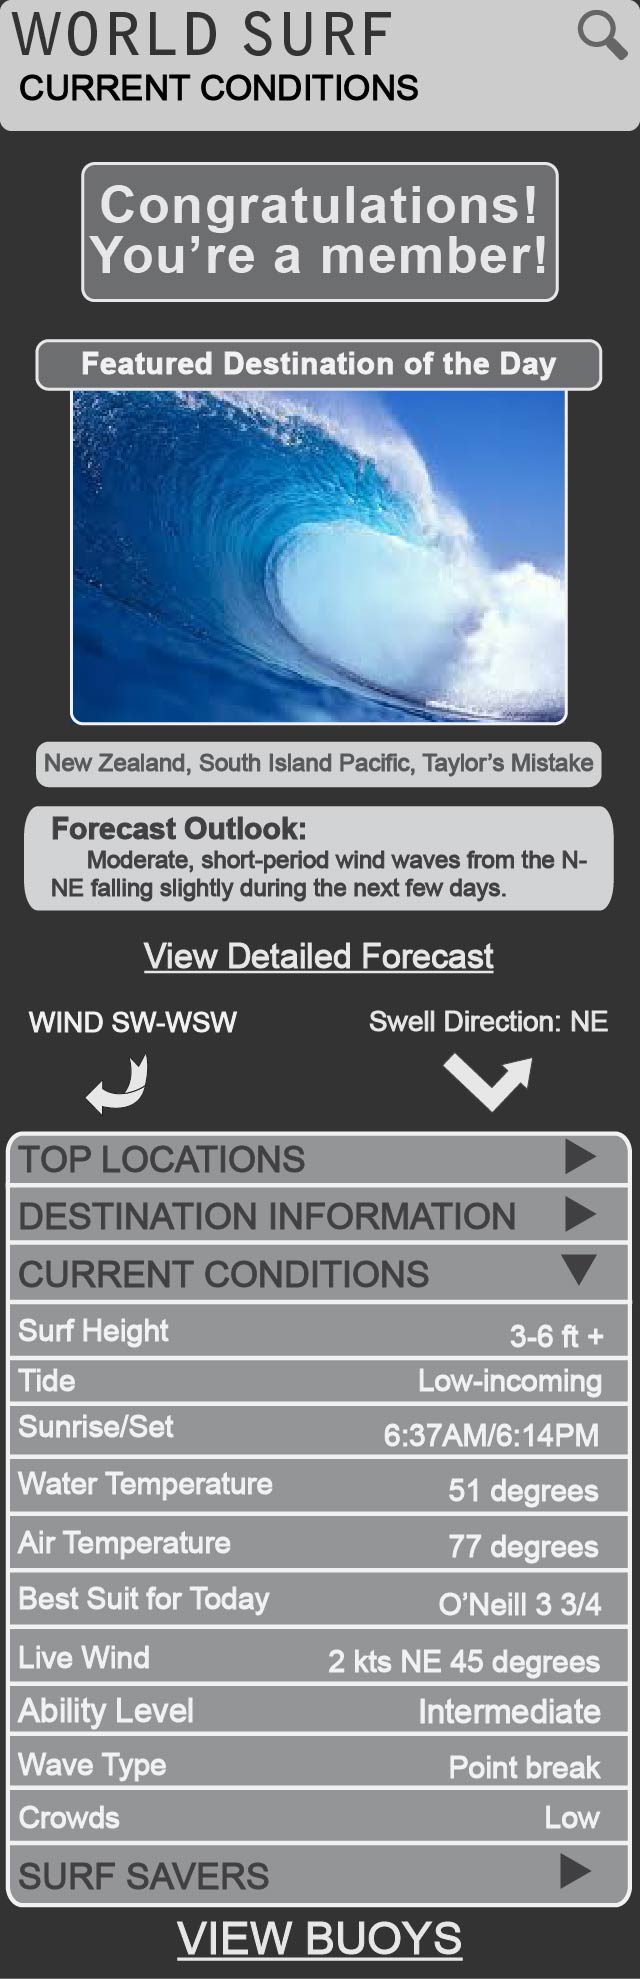 WORLD SURF
CURRENT CONDITIONS
Congratulations!
You’re a member!
Featured Destination of the Day
New Zealand, South Island Pacific, Taylor’s Mistake
Forecast Outlook:
Moderate, short-period wind waves from the N-
NE falling slightly during the next few days.
View Detailed Forecast
WIND SW-WSW Swell Direction: NE
TOP LOCATIONS
DESTINATION INFORMATION
CURRENT CONDITIONS
Surf Height 3-6 ft +
Tide Low-incoming
Sunrise/Set 6:37AM/6:14PM
Water Temperature 51 degrees
Air Temperature 77 degrees
Best Suit for Today O’Neill 3 3/4
Live Wind 2 kts NE 45 degrees
Ability Level Intermediate
Wave Type Point break
Crowds Low
SURF SAVERS
VIEW BUOYS